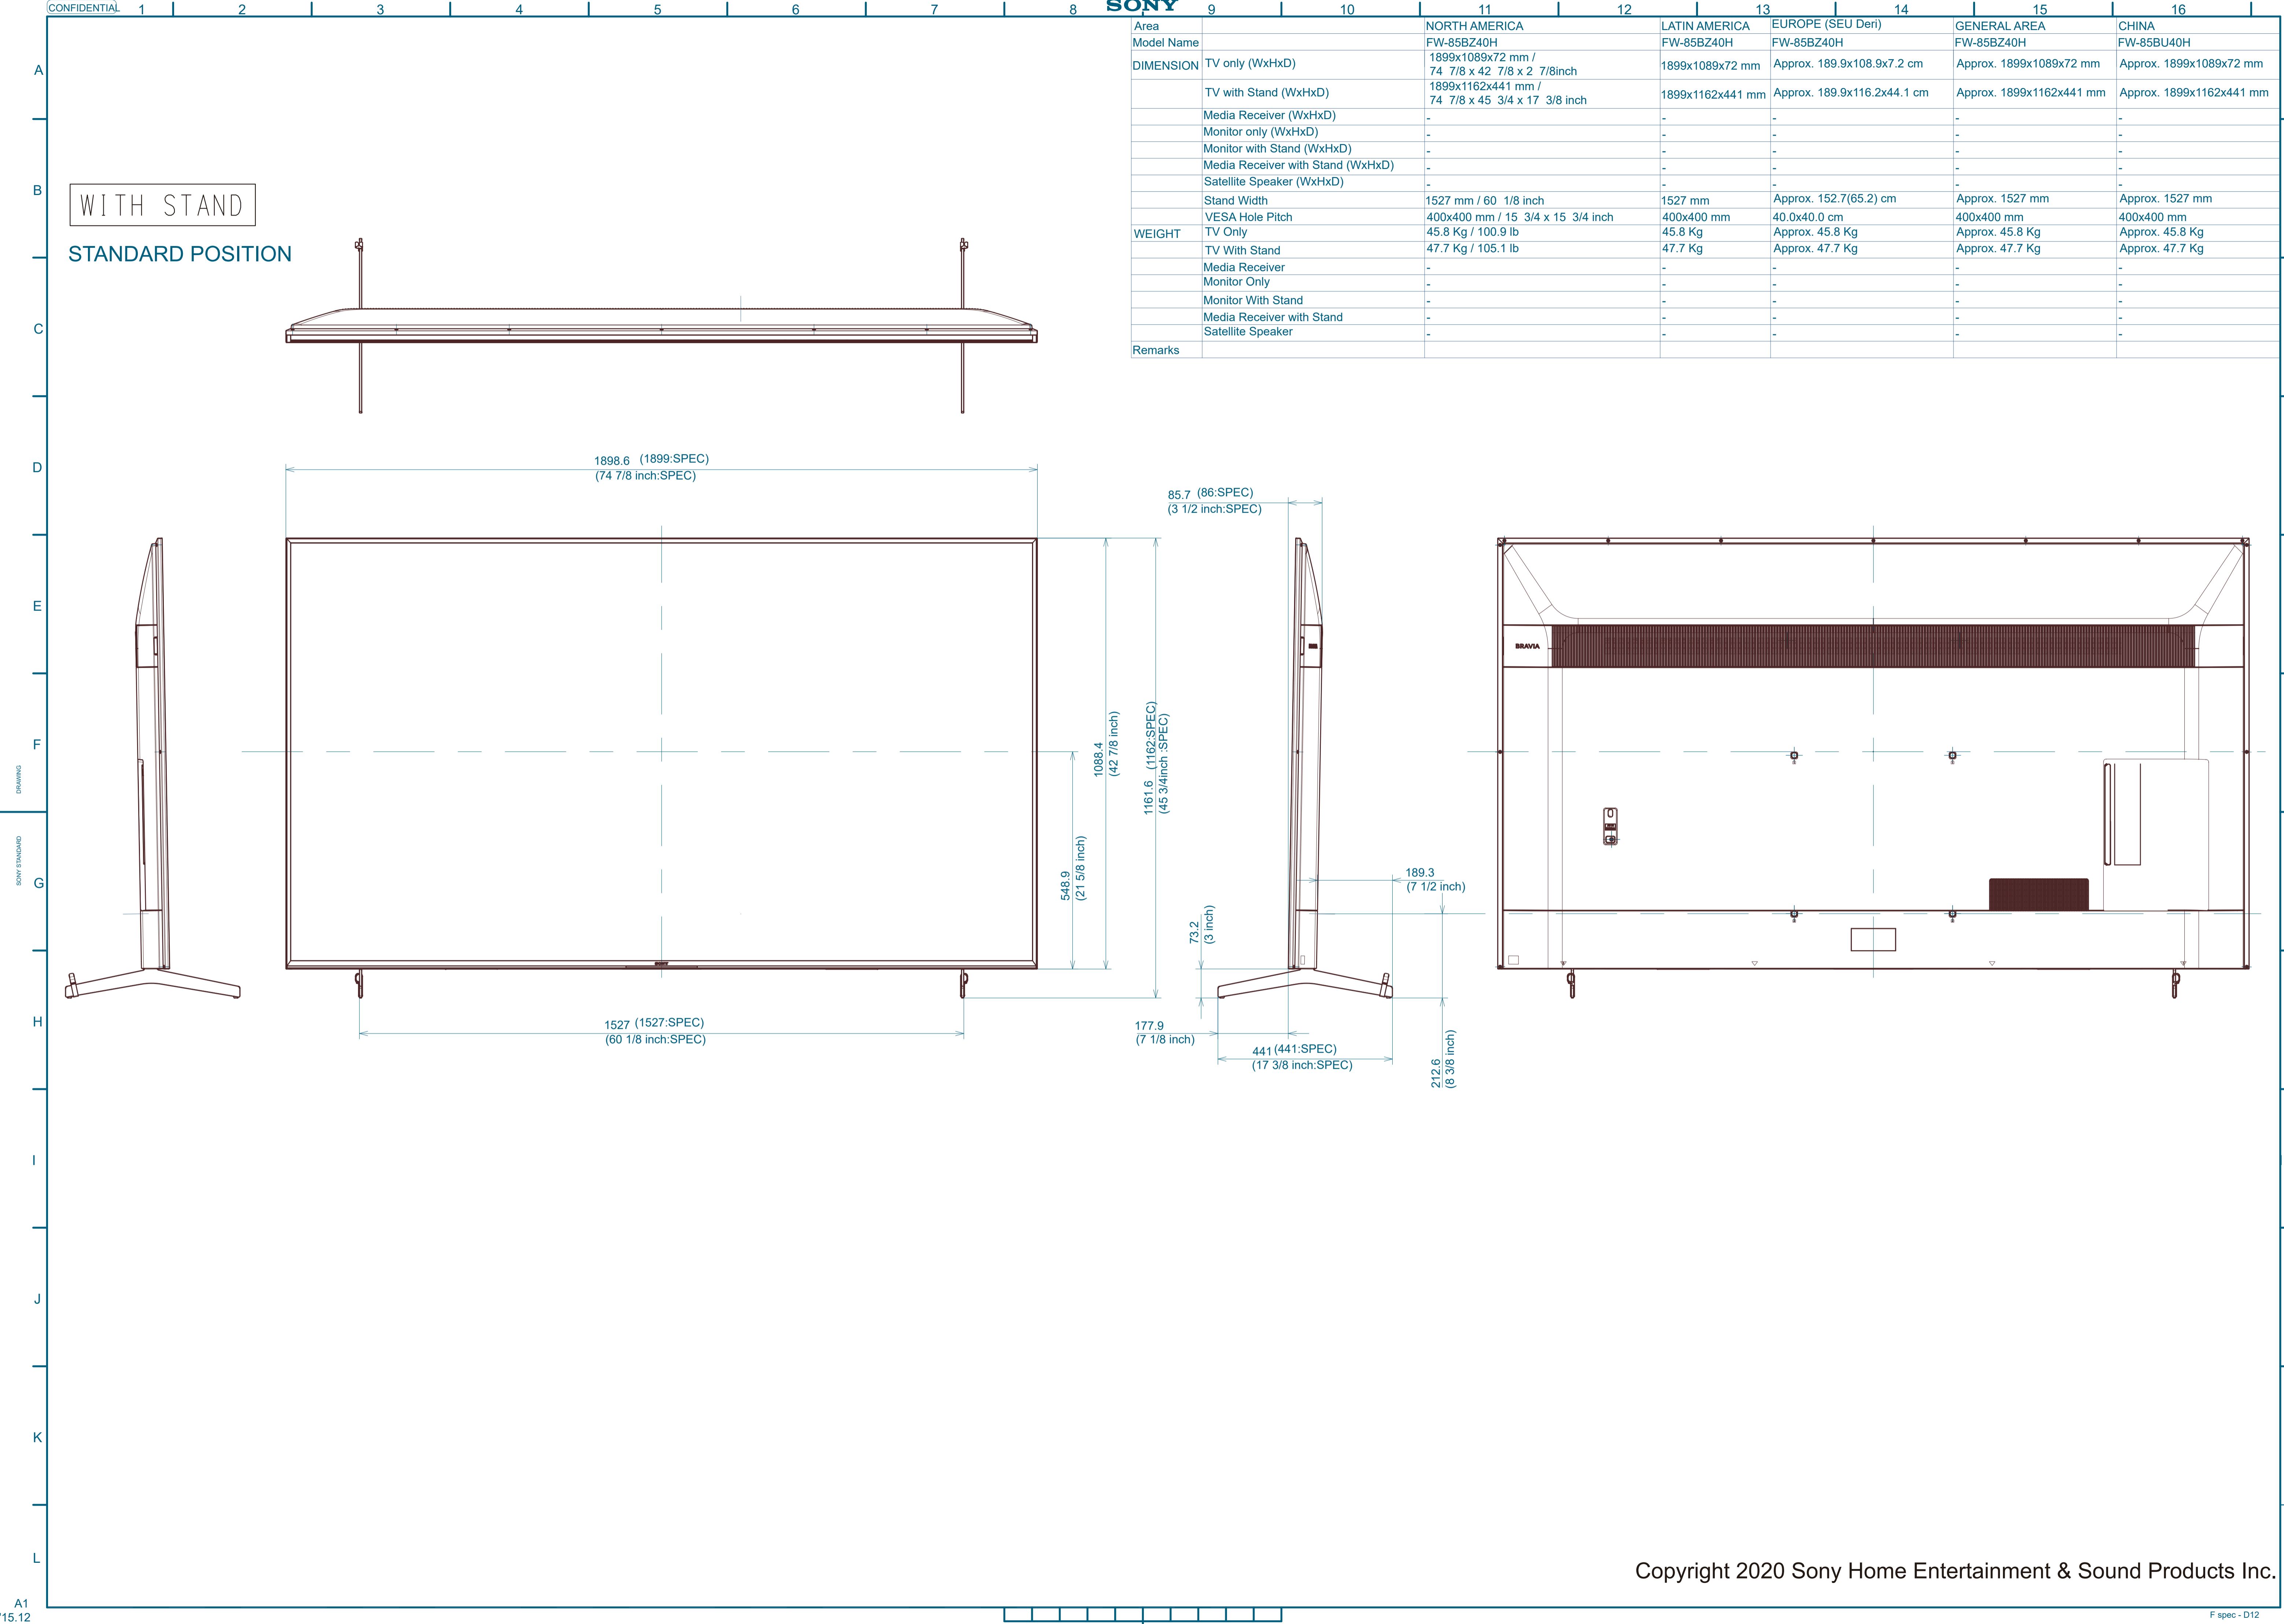 CONFIDENTIAL 1 2 3 4 5 6 7 8 SONY 9 10 11 12 13 14 15 16
Area NORTH AMERICA LATIN AMERICA EUROPE (SEU Deri) GENERAL AREA CHINA
Model Name FW-85BZ40H FW-85BZ40H FW-85BZ40H FW-85BZ40H FW-85BU40H
DIMENSION TV only (WxHxD) 1899x1089x72 mm / 74 7/8 x 42 7/8 x 2 7/8inch 1899x1089x72 mm Approx. 189.9x108.9x7.2 cm Approx. 1899x1089x72 mm Approx. 1899x1089x72 mm
TV with Stand (WxHxD) 1899x1162x441 mm / 74 7/8 x 45 3/4 x 17 3/8 inch 1899x1162x441 mm Approx. 189.9x116.2x44.1 cm Approx. 1899x1162x441 mm Approx. 1899x1162x441 mm
Media Receiver (WxHxD) - - - - -
Monitor only (WxHxD) - - - - -
Monitor with Stand (WxHxD) - - - - -
Media Receiver with Stand (WxHxD) - - - - -
Satellite Speaker (WxHxD) - - - - -
Stand Width 1527 mm / 60 1/8 inch 1527 mm Approx. 152.7(65.2) cm Approx. 1527 mm Approx. 1527 mm
VESA Hole Pitch 400x400 mm / 15 3/4 x 15 3/4 inch 400x400 mm 40.0x40.0 cm 400x400 mm 400x400 mm
WEIGHT TV Only 45.8 Kg / 100.9 lb 45.8 Kg Approx. 45.8 Kg Approx. 45.8 Kg Approx. 45.8 Kg
TV With Stand 47.7 Kg / 105.1 lb 47.7 Kg Approx. 47.7 Kg Approx. 47.7 Kg Approx. 47.7 Kg
Media Receiver - - - - -
Monitor Only - - - - -
Monitor With Stand - - - - -
Media Receiver with Stand - - - - -
Satellite Speaker - - - - -
Remarks
A
B
C
D
E
F
G
H
I
J
K
L
WITH STAND
STANDARD POSITION
1898.6 (1899:SPEC)
(74 7/8 inch:SPEC)
85.7 (86:SPEC)
(3 1/2 inch:SPEC)
BRAVIA
1088.4
(42 7/8 inch)
1161.6 (1162:SPEC)
(45 3/4inch :SPEC)
548.9
(21 5/8 inch)
189.3
(7 1/2 inch)
73.2
(3 inch)
SONY
1527 (1527:SPEC)
(60 1/8 inch:SPEC)
177.9
(7 1/8 inch)
441 (441:SPEC)
(17 3/8 inch:SPEC)
212.6
(8 3/8 inch)
DRAWING
SONY STANDARD
Copyright 2020 Sony Home Entertainment & Sound Products Inc.
A1
'15.12
F spec - D12